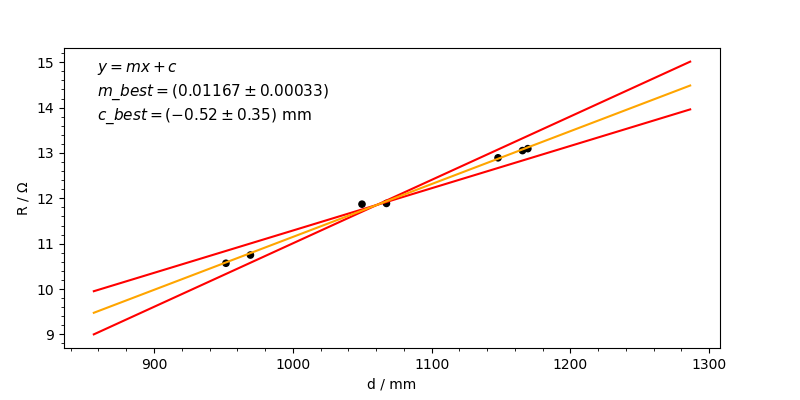 y = mx + c
m_best = (0.01167 ± 0.00033)
c_best = (−0.52 ± 0.35) mm
15
14
13
12
11
10
9
R / Ω
900 1000 1100 1200 1300
d / mm